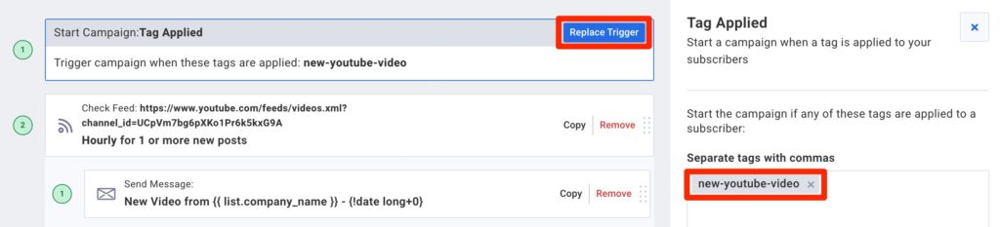 Start Campaign:Tag Applied
Replace Trigger
1
Trigger campaign when these tags are applied: new-youtube-video
2
Check Feed: https://www.youtube.com/feeds/videos.xml?
channel_id=UCpVm7bg6pXKo1Pr6k5kxG9A
Hourly for 1 or more new posts
Copy
Remove
1
Send Message:
New Video from {{ list.company_name }} - {!date long+0}
Copy
Remove
Tag Applied
×
Start a campaign when a tag is applied to your
subscribers
Start the campaign if any of these tags are applied to a
subscriber:
Separate tags with commas
new-youtube-video ×